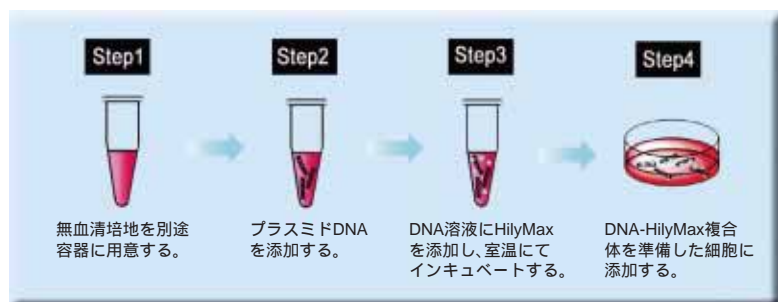 Step1
Step2
Step3
Step4
無血清培地を別途
容器に用意する。
プラスミドDNA
を添加する。
DNA溶液にHilyMax
を添加し、室温にて
インキュベートする。
DNA-HilyMax複合
体を準備した細胞に
添加する。